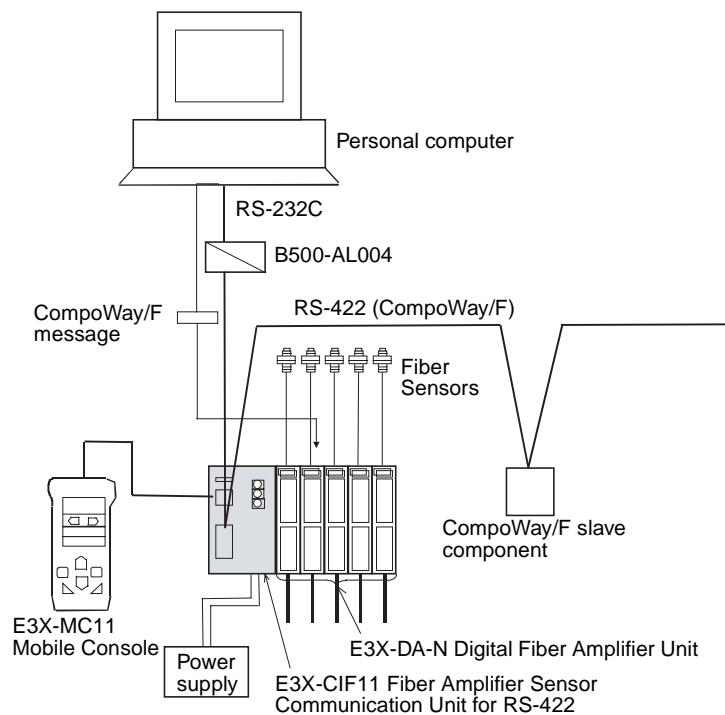 Personal computer
RS-232C
B500-AL004
CompoWay/F
message
RS-422 (CompoWay/F)
Fiber
Sensors
CompoWay/F slave
component
E3X-MC11
Mobile Console
E3X-DA-N Digital Fiber Amplifier Unit
Power
supply
E3X-CIF11 Fiber Amplifier Sensor
Communication Unit for RS-422